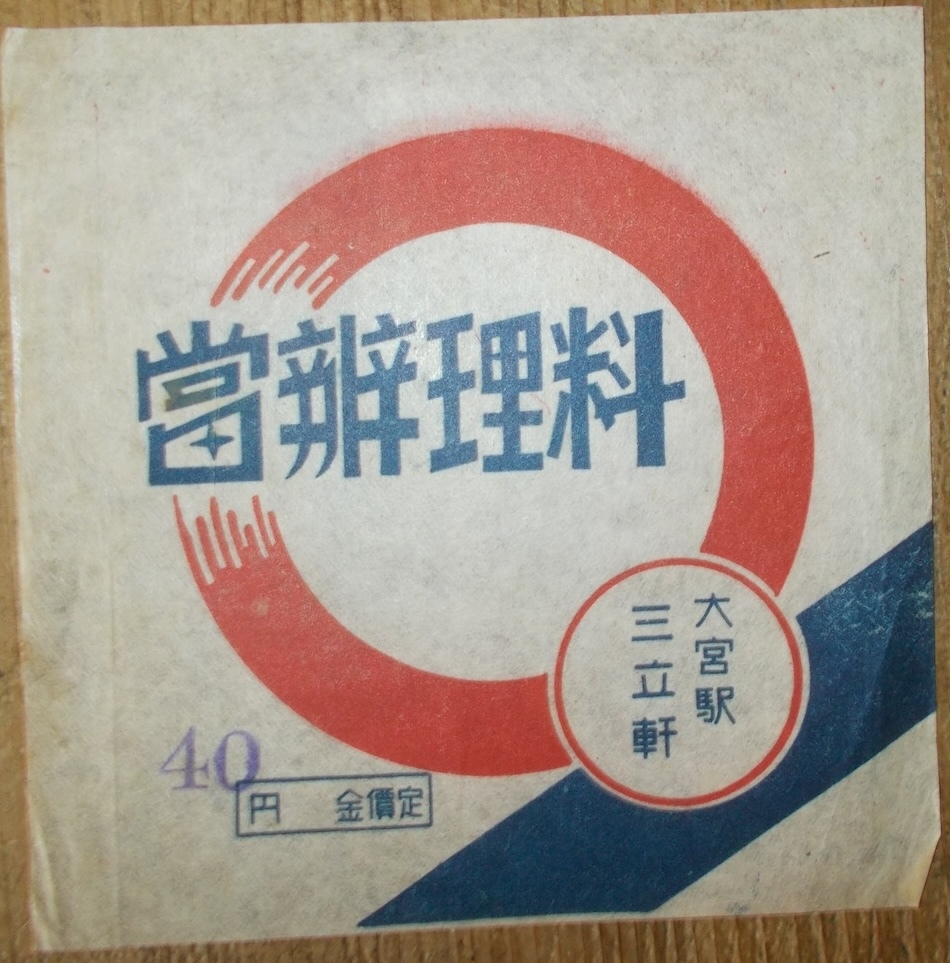 料理辨當
大宮駅
三立軒
定價金　円
40